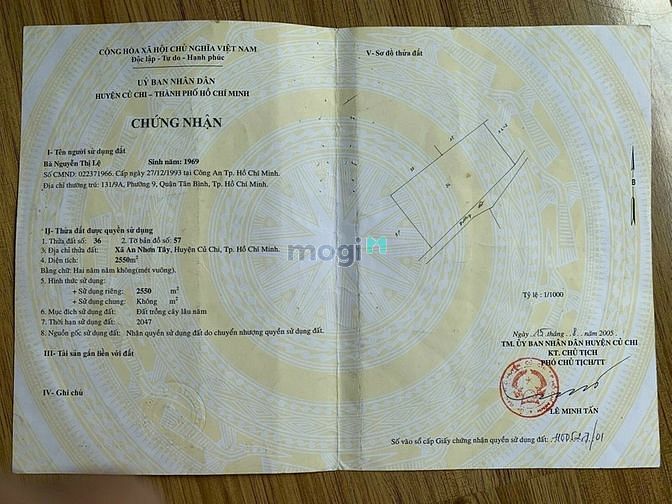 CỘNG HÒA XÃ HỘI CHỦ NGHĨA VIỆT NAM
Độc lập - Tự do - Hạnh phúc
UỶ BAN NHÂN DÂN
HUYỆN CỦ CHI – THÀNH PHỐ HỒ CHÍ MINH
CHỨNG NHẬN
I- Tên người sử dụng đất
Bà Nguyễn Thị Lệ Sinh năm: 1969
Số CMND: 022371966. Cấp ngày 27/12/1993 tại Công An Tp. Hồ Chí Minh.
Địa chỉ thường trú: 131/9A, Phường 9, Quận Tân Bình, Tp. Hồ Chí Minh.
II- Thửa đất được quyền sử dụng
1. Thửa đất số: 36 2. Tờ bản đồ số: 57
3. Địa chỉ thửa đất: Xã An Nhơn Tây, Huyện Củ Chi, Tp. Hồ Chí Minh.
4. Diện tích: 2550m²
Bằng chữ: Hai năm năm không(mét vuông).
5. Hình thức sử dụng:
+ Sử dụng riêng: 2550 m²
+ Sử dụng chung: Không m²
6. Mục đích sử dụng đất: Đất trồng cây lâu năm
7. Thời hạn sử dụng đất: 2047
8. Nguồn gốc sử dụng đất: Nhận quyền sử dụng đất do chuyển nhượng quyền sử dụng đất.
III- Tài sản gắn liền với đất
IV- Ghi chú
V- Sơ đồ thửa đất
B
Đường đất
mogi
Tỷ lệ : 1/1000
Ngày 15 tháng 8 năm 2005
TM. ỦY BAN NHÂN DÂN HUYỆN CỦ CHI
KT. CHỦ TỊCH
PHÓ CHỦ TỊCH/TT
LÊ MINH TẤN
Số vào sổ cấp Giấy chứng nhận quyền sử dụng đất: